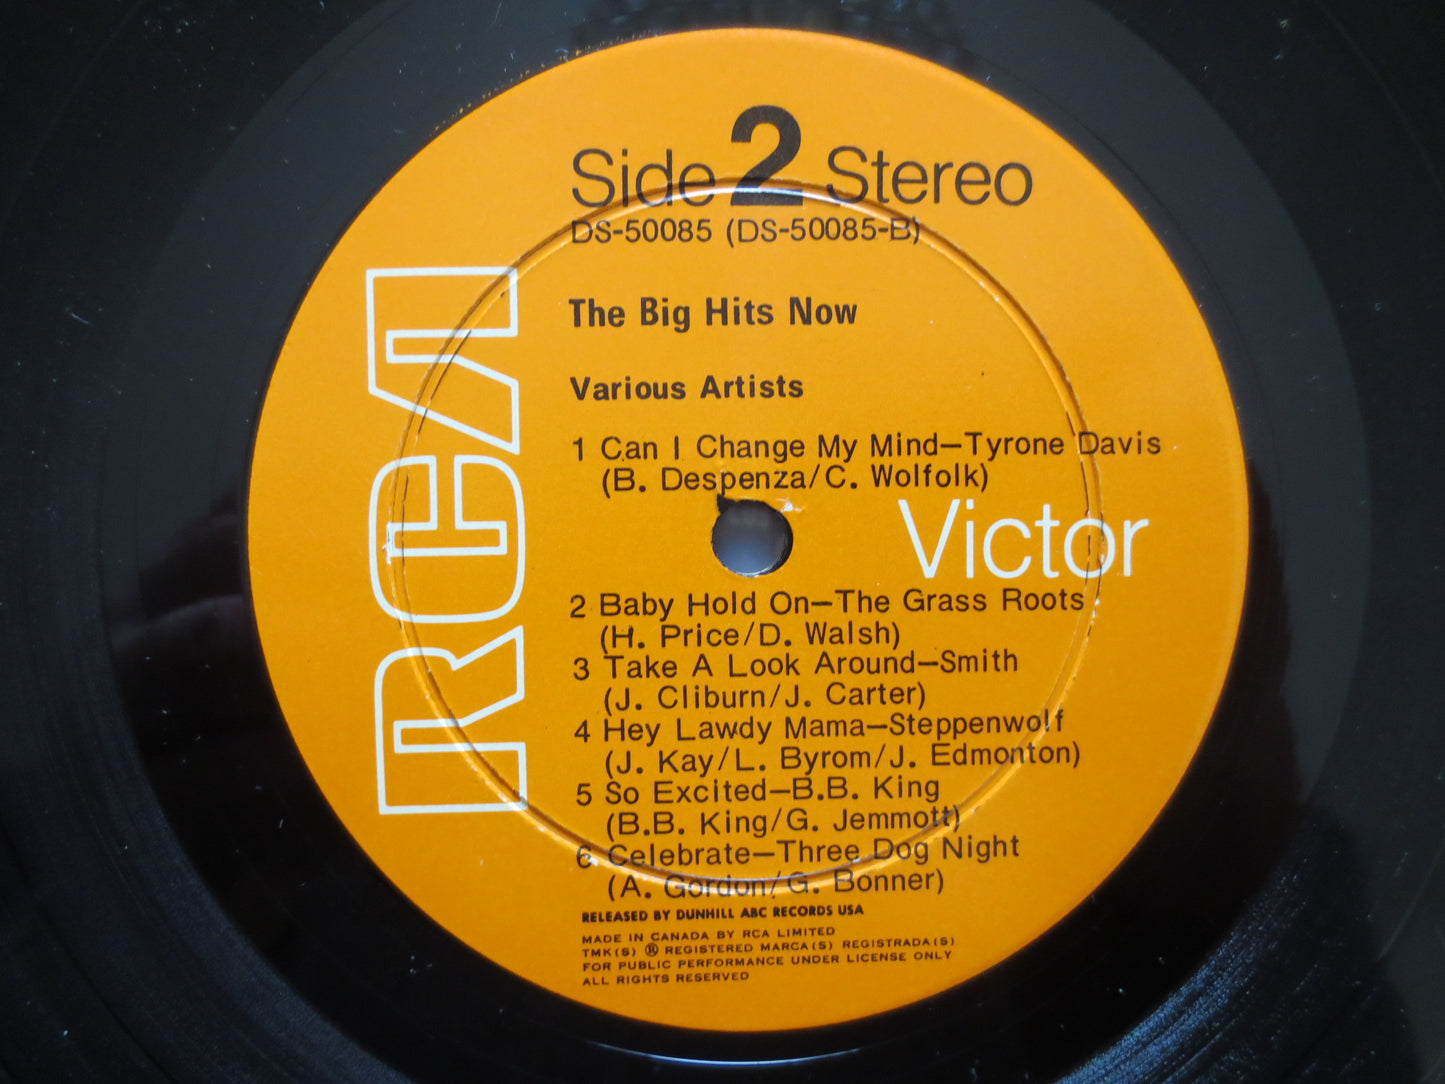 Side 2 Stereo
DS-50085 (DS-50085-B)
The Big Hits Now
Various Artists
1 Can I Change My Mind—Tyrone Davis
(B. Despenza/C. Wolfolk)
RCA
Victor
2 Baby Hold On—The Grass Roots
(H. Price/D. Walsh)
3 Take A Look Around—Smith
(J. Cliburn/J. Carter)
4 Hey Lawdy Mama—Steppenwolf
(J. Kay/L. Byrom/J. Edmonton)
5 So Excited—B.B. King
(B.B. King/G. Jemmott)
6 Celebrate—Three Dog Night
(A. Gordon/G. Bonner)
RELEASED BY DUNHILL ABC RECORDS USA
MADE IN CANADA BY RCA LIMITED
TMK(S) ® REGISTERED MARCA(S) REGISTRADA(S)
FOR PUBLIC PERFORMANCE UNDER LICENSE ONLY
ALL RIGHTS RESERVED